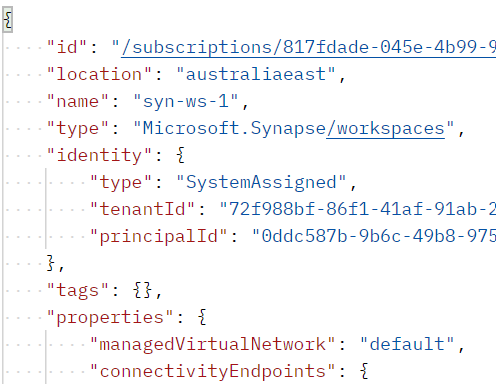 {
"id": "/subscriptions/817fdade-045e-4b99-9
"location": "australiaeast",
"name": "syn-ws-1",
"type": "Microsoft.Synapse/workspaces",
"identity": {
"type": "SystemAssigned",
"tenantId": "72f988bf-86f1-41af-91ab-2
"principalId": "0ddc587b-9b6c-49b8-975
},
"tags": {},
"properties": {
"managedVirtualNetwork": "default",
"connectivityEndpoints": {